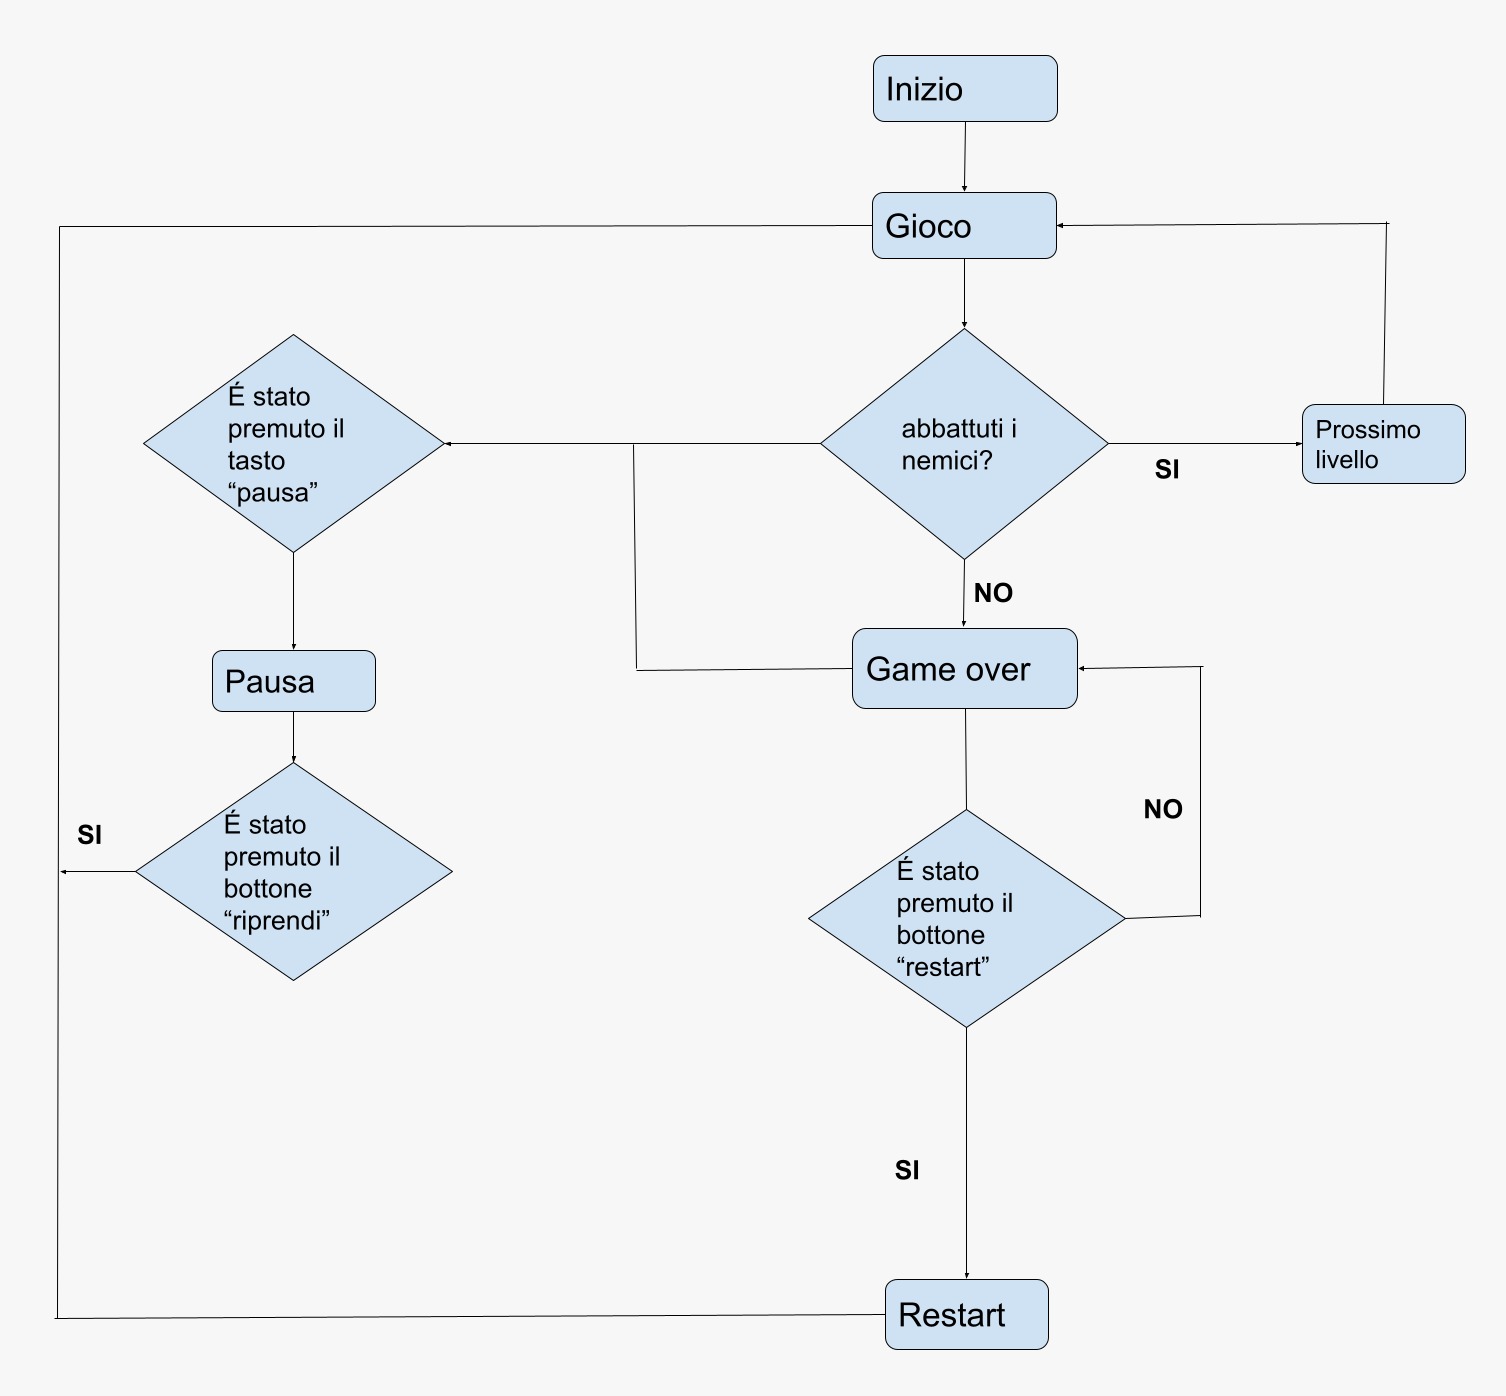 Inizio
Gioco
É stato
premuto il
tasto
“pausa”
abbattuti i
nemici?
SI
Prossimo
livello
NO
Pausa
Game over
SI
É stato
premuto il
bottone
“riprendi”
NO
É stato
premuto il
bottone
“restart”
SI
Restart